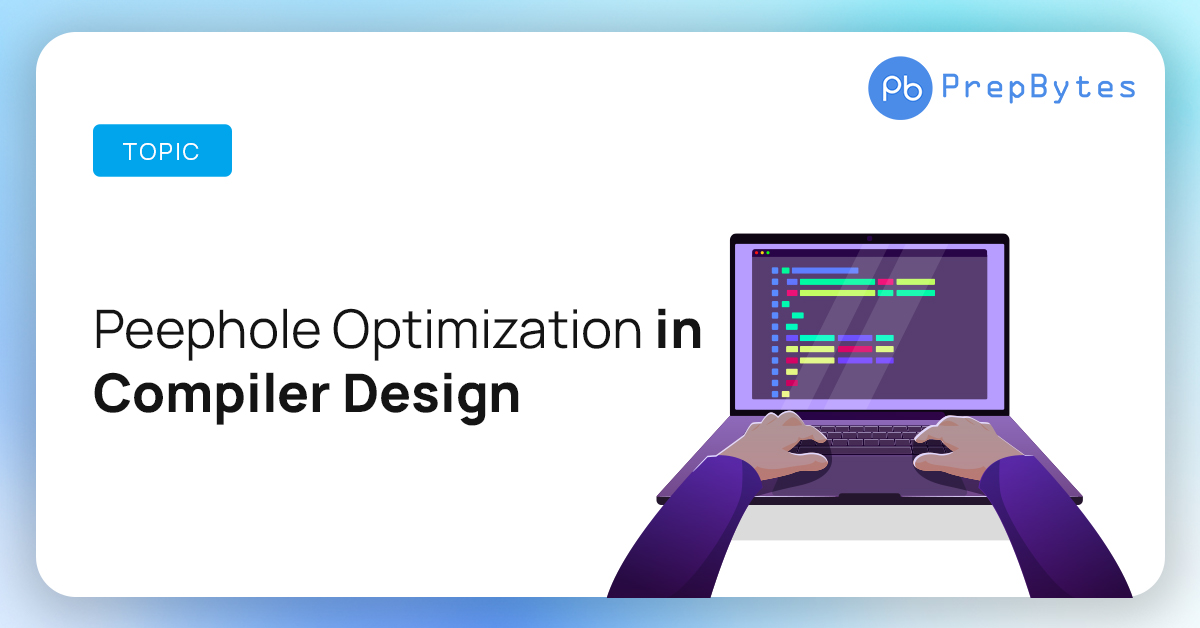 Pb PrepBytes
TOPIC
Peephole Optimization in
Compiler Design